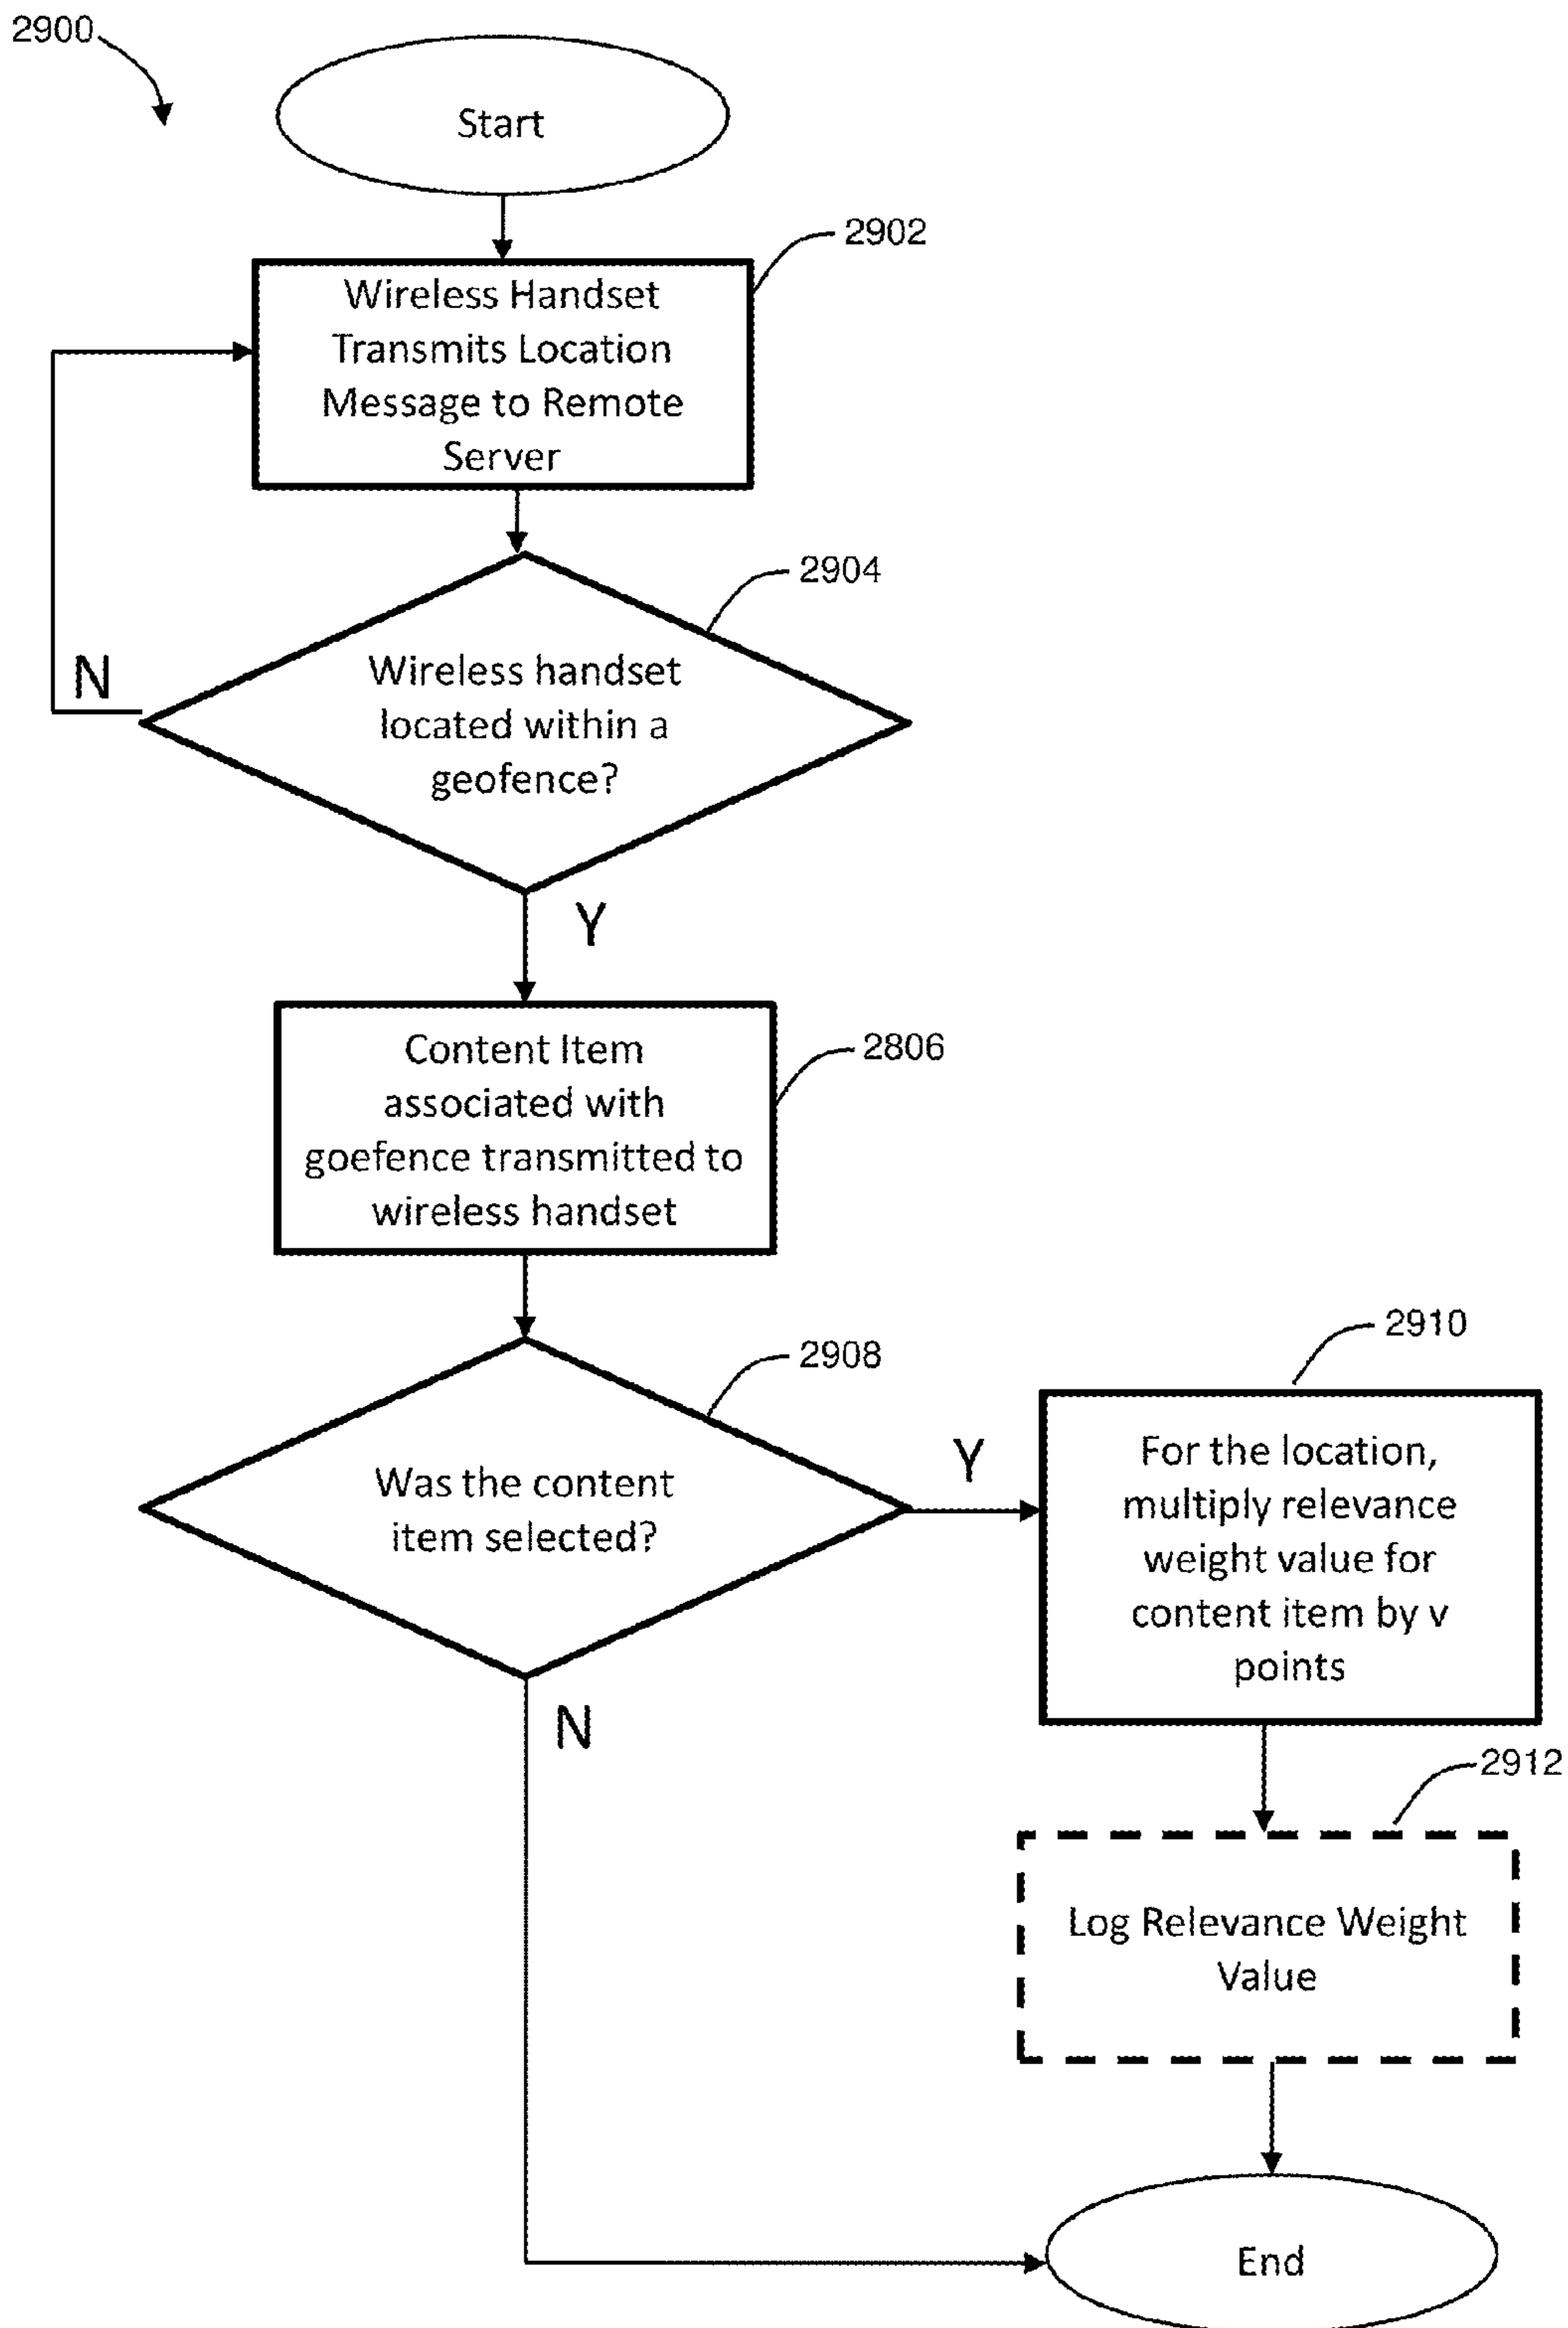 2900
Start
2902
Wireless Handset
Transmits Location
Message to Remote
Server
2904
Wireless handset
located within a
geofence?
N
Y
2806
Content Item
associated with
goefence transmitted to
wireless handset
2908
Was the content
item selected?
Y
N
2910
For the location,
multiply relevance
weight value for
content item by v
points
2912
Log Relevance Weight
Value
End